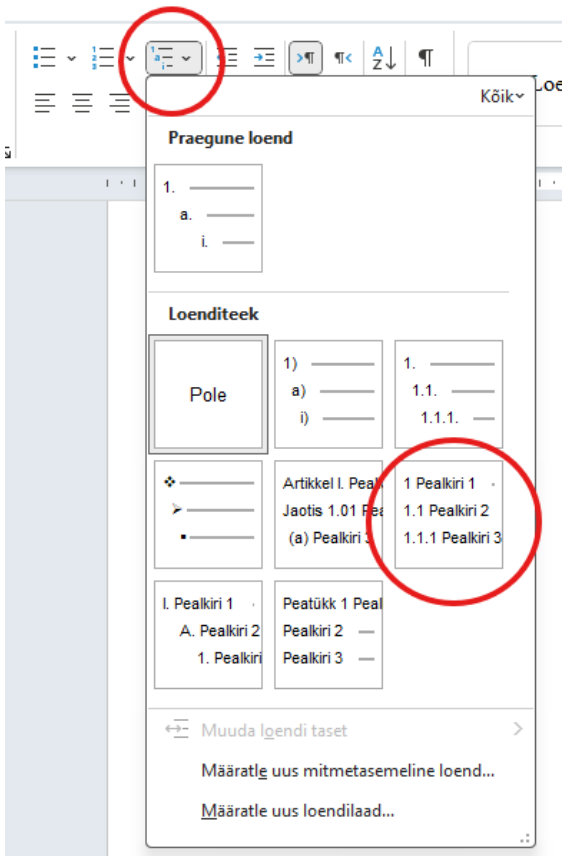 Kõik
Praegune loend
1.
a.
i.
Loenditeek
Pole
1)
a)
i)
1.
1.1.
1.1.1.
Artikkel I. Peal
Jaotis 1.01 Pea
(a) Pealkiri 3
1 Pealkiri 1
1.1 Pealkiri 2
1.1.1 Pealkiri 3
I. Pealkiri 1
A. Pealkiri 2
1. Pealkiri
Peatükk 1 Peal
Pealkiri 2
Pealkiri 3
Muuda loendi taset
Määratle uus mitmetasemeline loend...
Määratle uus loendilaad...